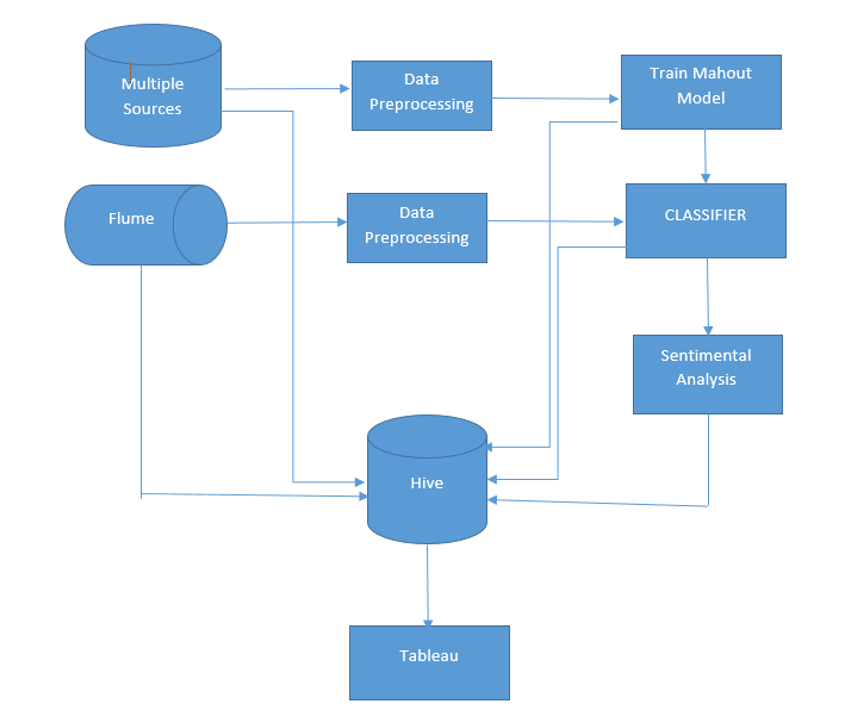 Multiple
Sources
Data
Preprocessing
Train Mahout
Model
Flume
Data
Preprocessing
CLASSIFIER
Sentimental
Analysis
Hive
Tableau